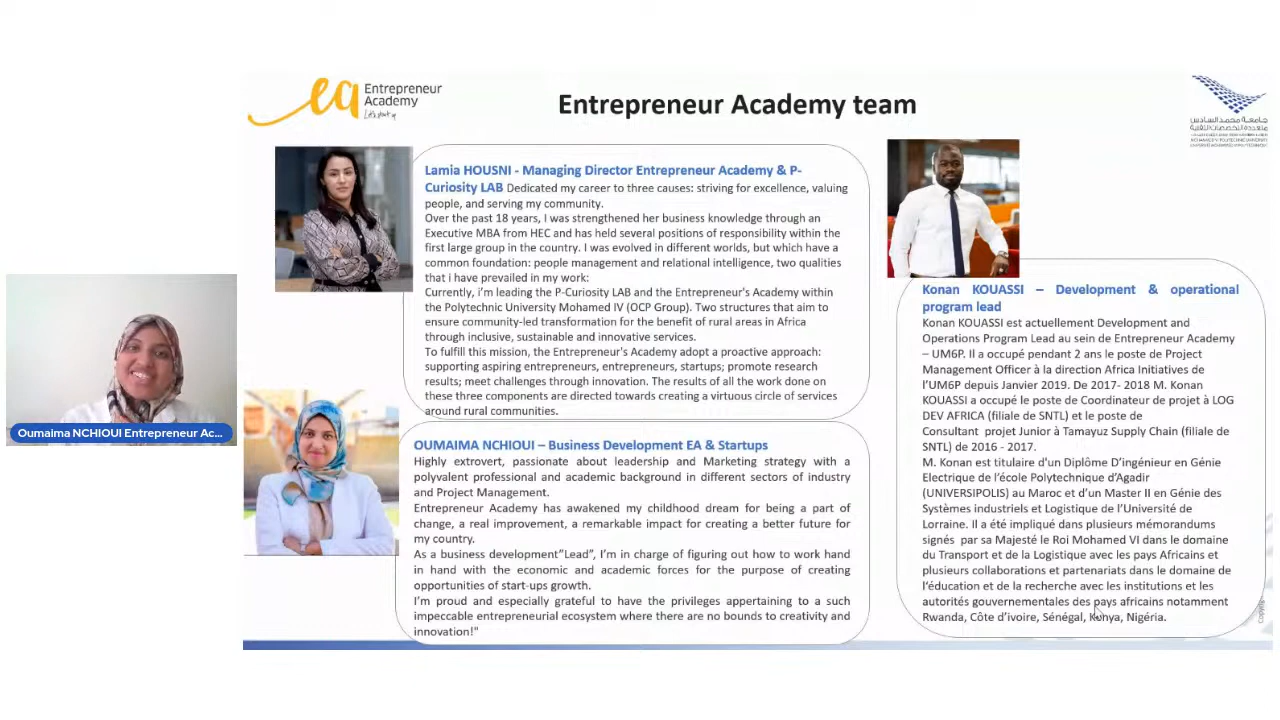 ea Entrepreneur
Academy
Let's start up
Entrepreneur Academy team
جامعة محمد السادس
متعددة التخصصات التقنية
Lamia HOUSNI - Managing Director Entrepreneur Academy & P-
Curiosity LAB Dedicated my career to three causes: striving for excellence, valuing
people, and serving my community.
Over the past 18 years, I was strengthened her business knowledge through an
Executive MBA from HEC and has held several positions of responsibility within the
first large group in the country. I was evolved in different worlds, but which have a
common foundation: people management and relational intelligence, two qualities
that i have prevailed in my work:
Currently, i'm leading the P-Curiosity LAB and the Entrepreneur's Academy within
the Polytechnic University Mohamed IV (OCP Group). Two structures that aim to
ensure community-led transformation for the benefit of rural areas in Africa
through inclusive, sustainable and innovative services.
To fulfill this mission, the Entrepreneur's Academy adopt a proactive approach:
supporting aspiring entrepreneurs, entrepreneurs, startups; promote research
results; meet challenges through innovation. The results of all the work done on
these three components are directed towards creating a virtuous circle of services
around rural communities.
OUMAIMA NCHIOUI – Business Development EA & Startups
Highly extrovert, passionate about leadership and Marketing strategy with a
polyvalent professional and academic background in different sectors of industry
and Project Management.
Entrepreneur Academy has awakened my childhood dream for being a part of
change, a real improvement, a remarkable impact for creating a better future for
my country.
As a business development”Lead”, I’m in charge of figuring out how to work hand
in hand with the economic and academic forces for the purpose of creating
opportunities of start-ups growth.
I’m proud and especially grateful to have the privileges appertaining to a such
impeccable entrepreneurial ecosystem where there are no bounds to creativity and
innovation!"
Konan KOUASSI – Development & operational
program lead
Konan KOUASSI est actuellement Development and
Operations Program Lead au sein de Entrepreneur Academy
– UM6P. Il a occupé pendant 2 ans le poste de Project
Management Officer à la direction Africa Initiatives de
l’UM6P depuis Janvier 2019. De 2017- 2018 M. Konan
KOUASSI a occupé le poste de Coordinateur de projet à LOG
DEV AFRICA (filiale de SNTL) et le poste de
Consultant projet Junior à Tamayuz Supply Chain (filiale de
SNTL) de 2016 - 2017.
M. Konan est titulaire d'un Diplôme D’ingénieur en Génie
Electrique de l’école Polytechnique d’Agadir
(UNIVERSIPOLIS) au Maroc et d’un Master II en Génie des
Systèmes industriels et Logistique de l’Université de
Lorraine. Il a été impliqué dans plusieurs mémorandums
signés par sa Majesté le Roi Mohamed VI dans le domaine
du Transport et de la Logistique avec les pays Africains et
plusieurs collaborations et partenariats dans le domaine de
l’éducation et de la recherche avec les institutions et les
autorités gouvernementales des pays africains notamment
Rwanda, Côte d’ivoire, Sénégal, Kenya, Nigéria.
Oumaima NCHIOUI Entrepreneur Ac...